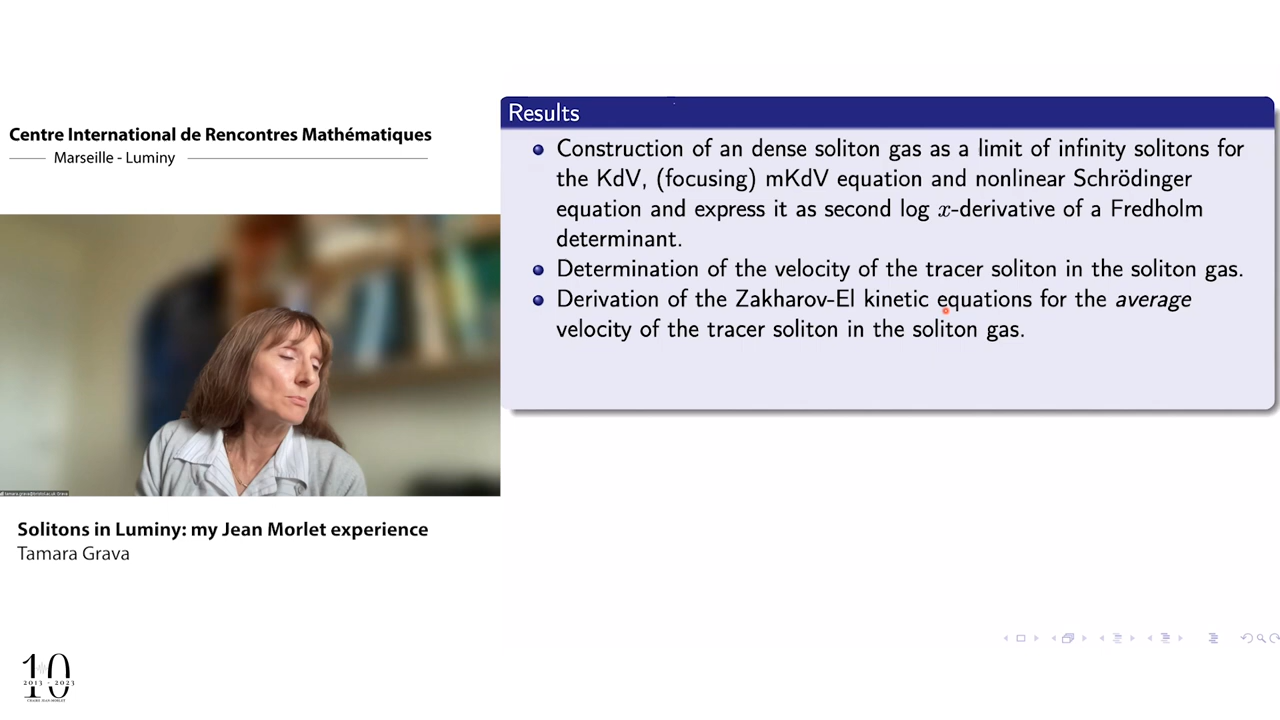 Centre International de Rencontres Mathématiques
Marseille - Luminy
Results
Construction of an dense soliton gas as a limit of infinity solitons for
the KdV, (focusing) mKdV equation and nonlinear Schrödinger
equation and express it as second log x-derivative of a Fredholm
determinant.
Determination of the velocity of the tracer soliton in the soliton gas.
Derivation of the Zakharov-El kinetic equations for the average
velocity of the tracer soliton in the soliton gas.
Solitons in Luminy: my Jean Morlet experience
Tamara Grava
10
2013 - 2023
CHAIRE JEAN MORLET